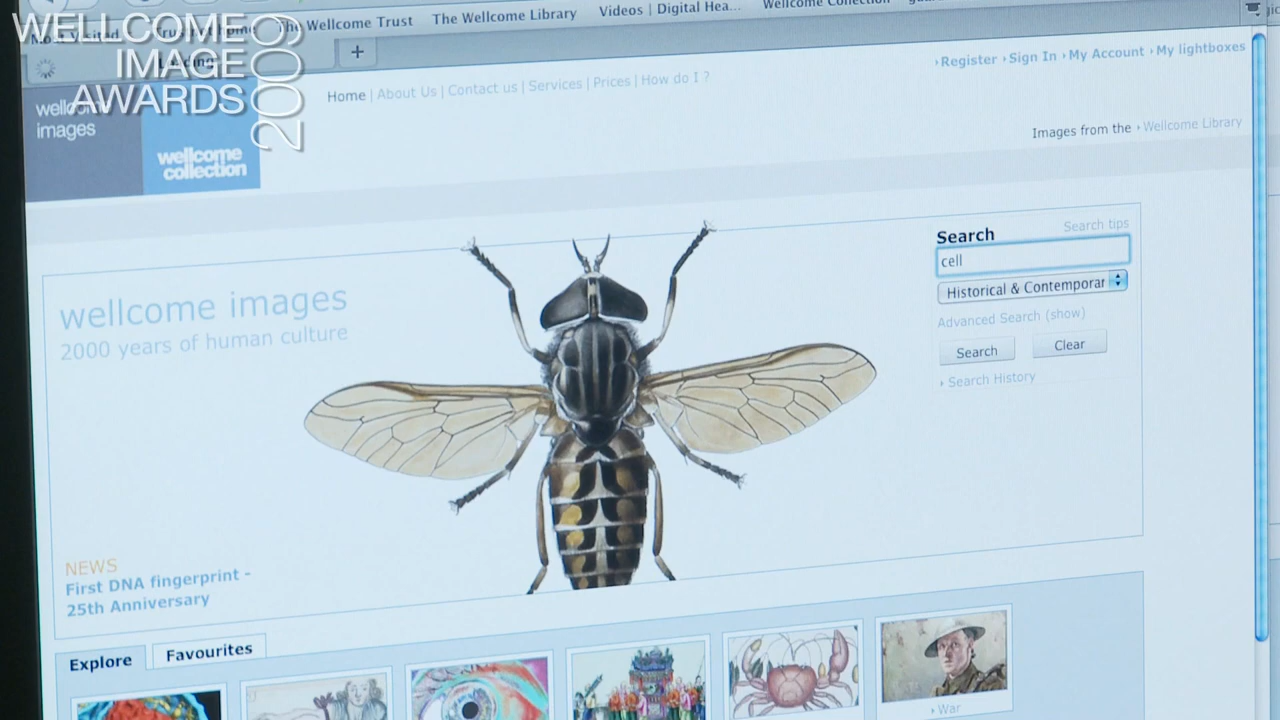 WELLCOME
IMAGE
AWARDS
2009
The Wellcome Trust
The Wellcome Library
Videos | Digital Hea...
Wellcome Collection
Most Visited
+
›Register ›Sign In ›My Account ›My lightboxes
wellcome
images
wellcome
collection
Home | About Us | Contact us | Services | Prices | How do I ?
Images from the › Wellcome Library
wellcome images
2000 years of human culture
Search
Search tips
cell
Historical & Contemporar
Advanced Search (show)
Search
Clear
› Search History
NEWS
First DNA fingerprint -
25th Anniversary
Explore
Favourites
› War